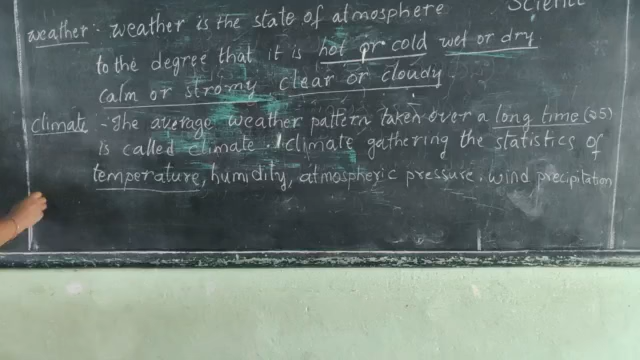 Science
weather :- weather is the state of atmosphere
to the degree that it is hot or cold wet or dry
calm or stromy clear or cloudy
climate :- The average weather pattern taken over a long time (25)
is called climate. climate gathering the statistics of
temperature, humidity, atmospheric pressure. wind precipitation